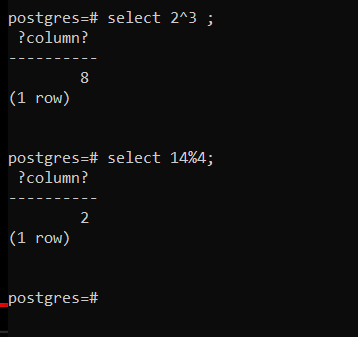 postgres=# select 2^3 ;
 ?column?
----------
        8
(1 row)
postgres=# select 14%4;
 ?column?
----------
        2
(1 row)
postgres=#